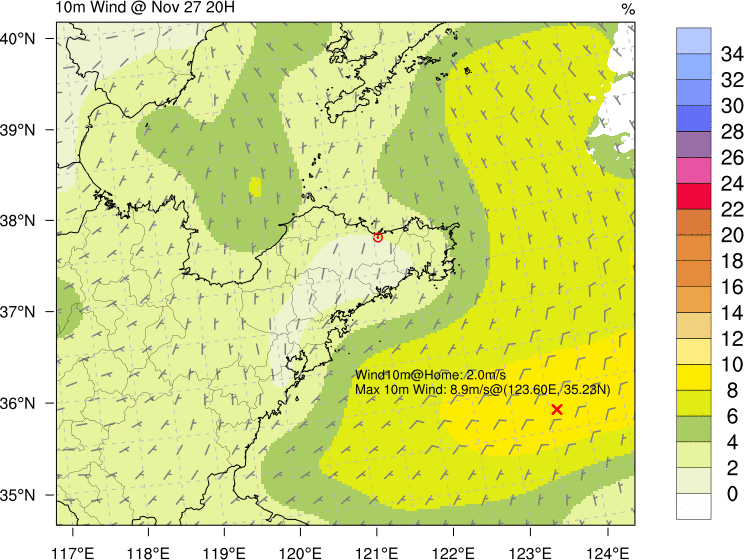 10m Wind @ Nov 27 20H
%
40°N
39°N
38°N
37°N
36°N
35°N
Wind10m@Home: 2.0m/s
Max 10m Wind: 8.9m/s@(123.60E, 35.23N)
117°E
118°E
119°E
120°E
121°E
122°E
123°E
124°E
34
32
30
28
26
24
22
20
18
16
14
12
10
8
6
4
2
0